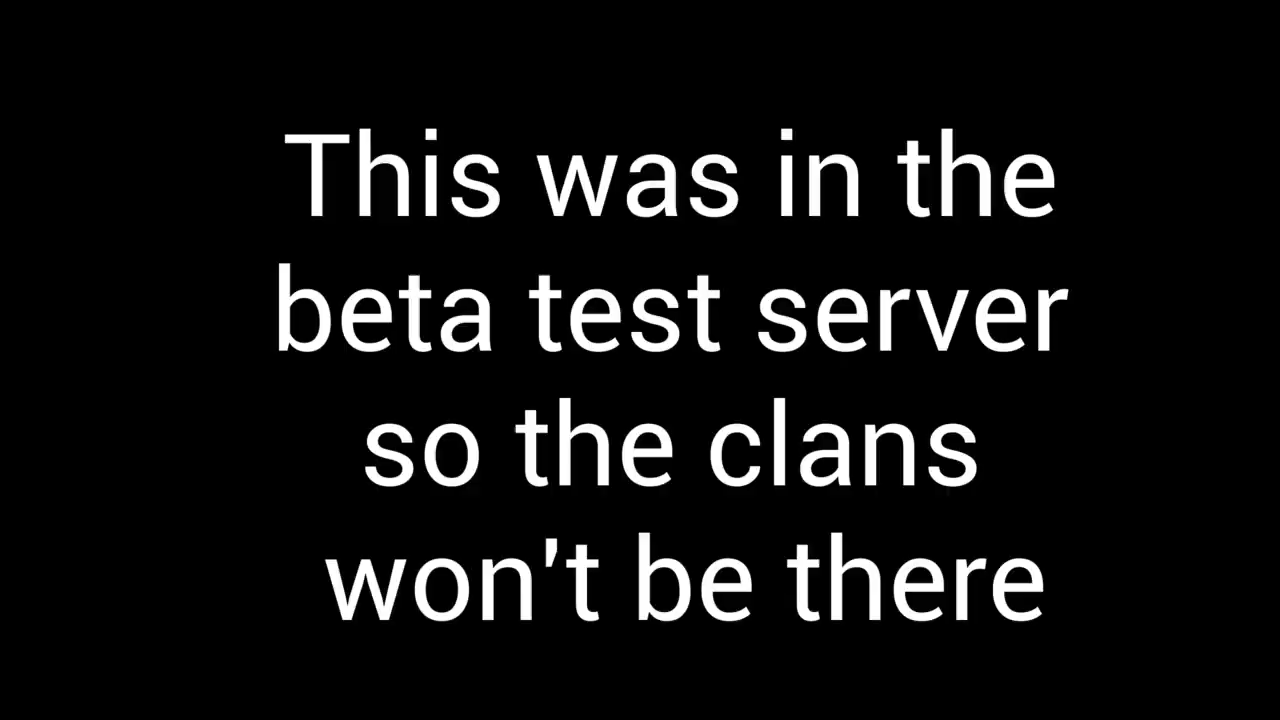 This was in the
beta test server
so the clans
won't be there